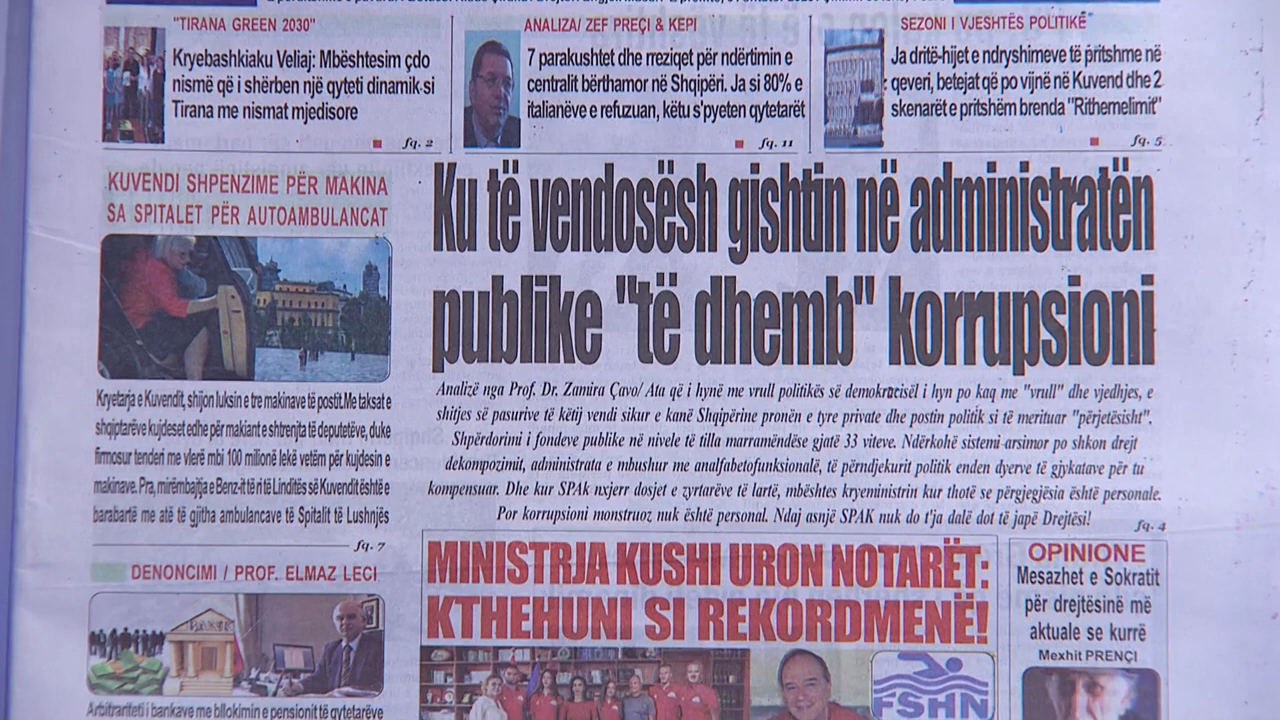 "TIRANA GREEN 2030"
Kryebashkiaku Veliaj: Mbështesim çdo
nismë që i shërben një qyteti dinamik si
Tirana me nismat mjedisore
fq. 2
ANALIZA/ ZEF PREÇI & KEPI
7 parakushtet dhe rreziqet për ndërtimin e
centralit bërthamor në Shqipëri. Ja si 80% e
italianëve e refuzuan, këtu s'pyeten qytetarët
fq. 11
SEZONI I VJESHTËS POLITIKË
Ja dritë-hijet e ndryshimeve të pritshme në
qeveri, betejat që po vijnë në Kuvend dhe 2
skenarët e pritshëm brenda "Rithemelimit"
fq. 5
KUVENDI SHPENZIME PËR MAKINA
SA SPITALET PËR AUTOAMBULANCAT
Kryetarja e Kuvendit, shijon luksin e tre makinave të postit. Me taksat e
shqiptarëve kujdeset edhe për makiant e shtrenjta të deputetëve, duke
firmosur tenderi me vlerë mbi 100 milionë lekë vetëm për kujdesin e
makinave. Pra, mirëmbajtja e Benz-it të ri të Linditës së Kuvendit është e
barabartë me atë të gjitha ambulancave të Spitalit të Lushnjës
fq. 7
Ku të vendosësh gishtin në administratën
publike "të dhemb" korrupsioni
Analizë nga Prof. Dr. Zamira Çavo/ Ata që i hynë me vrull politikës së demokracisë l i hyn po kaq me "vrull" dhe vjedhjes, e
shitjes së pasurive të këtij vendi sikur e kanë Shqipërine pronën e tyre private dhe postin politik si të merituar "përjetësisht".
Shpërdorimi i fondeve publike në nivele të tilla marramëndëse gjatë 33 viteve. Ndërkohë sistemi arsimor po shkon drejt
dekompozimit, administrata e mbushur me analfabetofunksionalë, të përndjekurit politik enden dyerve të gjykatave për tu
kompensuar. Dhe kur SPAk nxjerr dosjet e zyrtarëve të lartë, mbështes kryeministrin kur thotë se përgjegjësia është personale.
Por korrupsioni monstruoz nuk është personal. Ndaj asnjë SPAK nuk do t'ja dalë dot të japë Drejtësi!
fq. 4
DENONCIMI / PROF. ELMAZ LECI
Arbitrariteti i bankave me bllokimin e pensionit të qytetarëve
MINISTRJA KUSHI URON NOTARËT:
KTHEHUNI SI REKORDMENË!
FSHN
OPINIONE
Mesazhet e Sokratit
për drejtësinë më
aktuale se kurrë
Mexhit PRENÇI